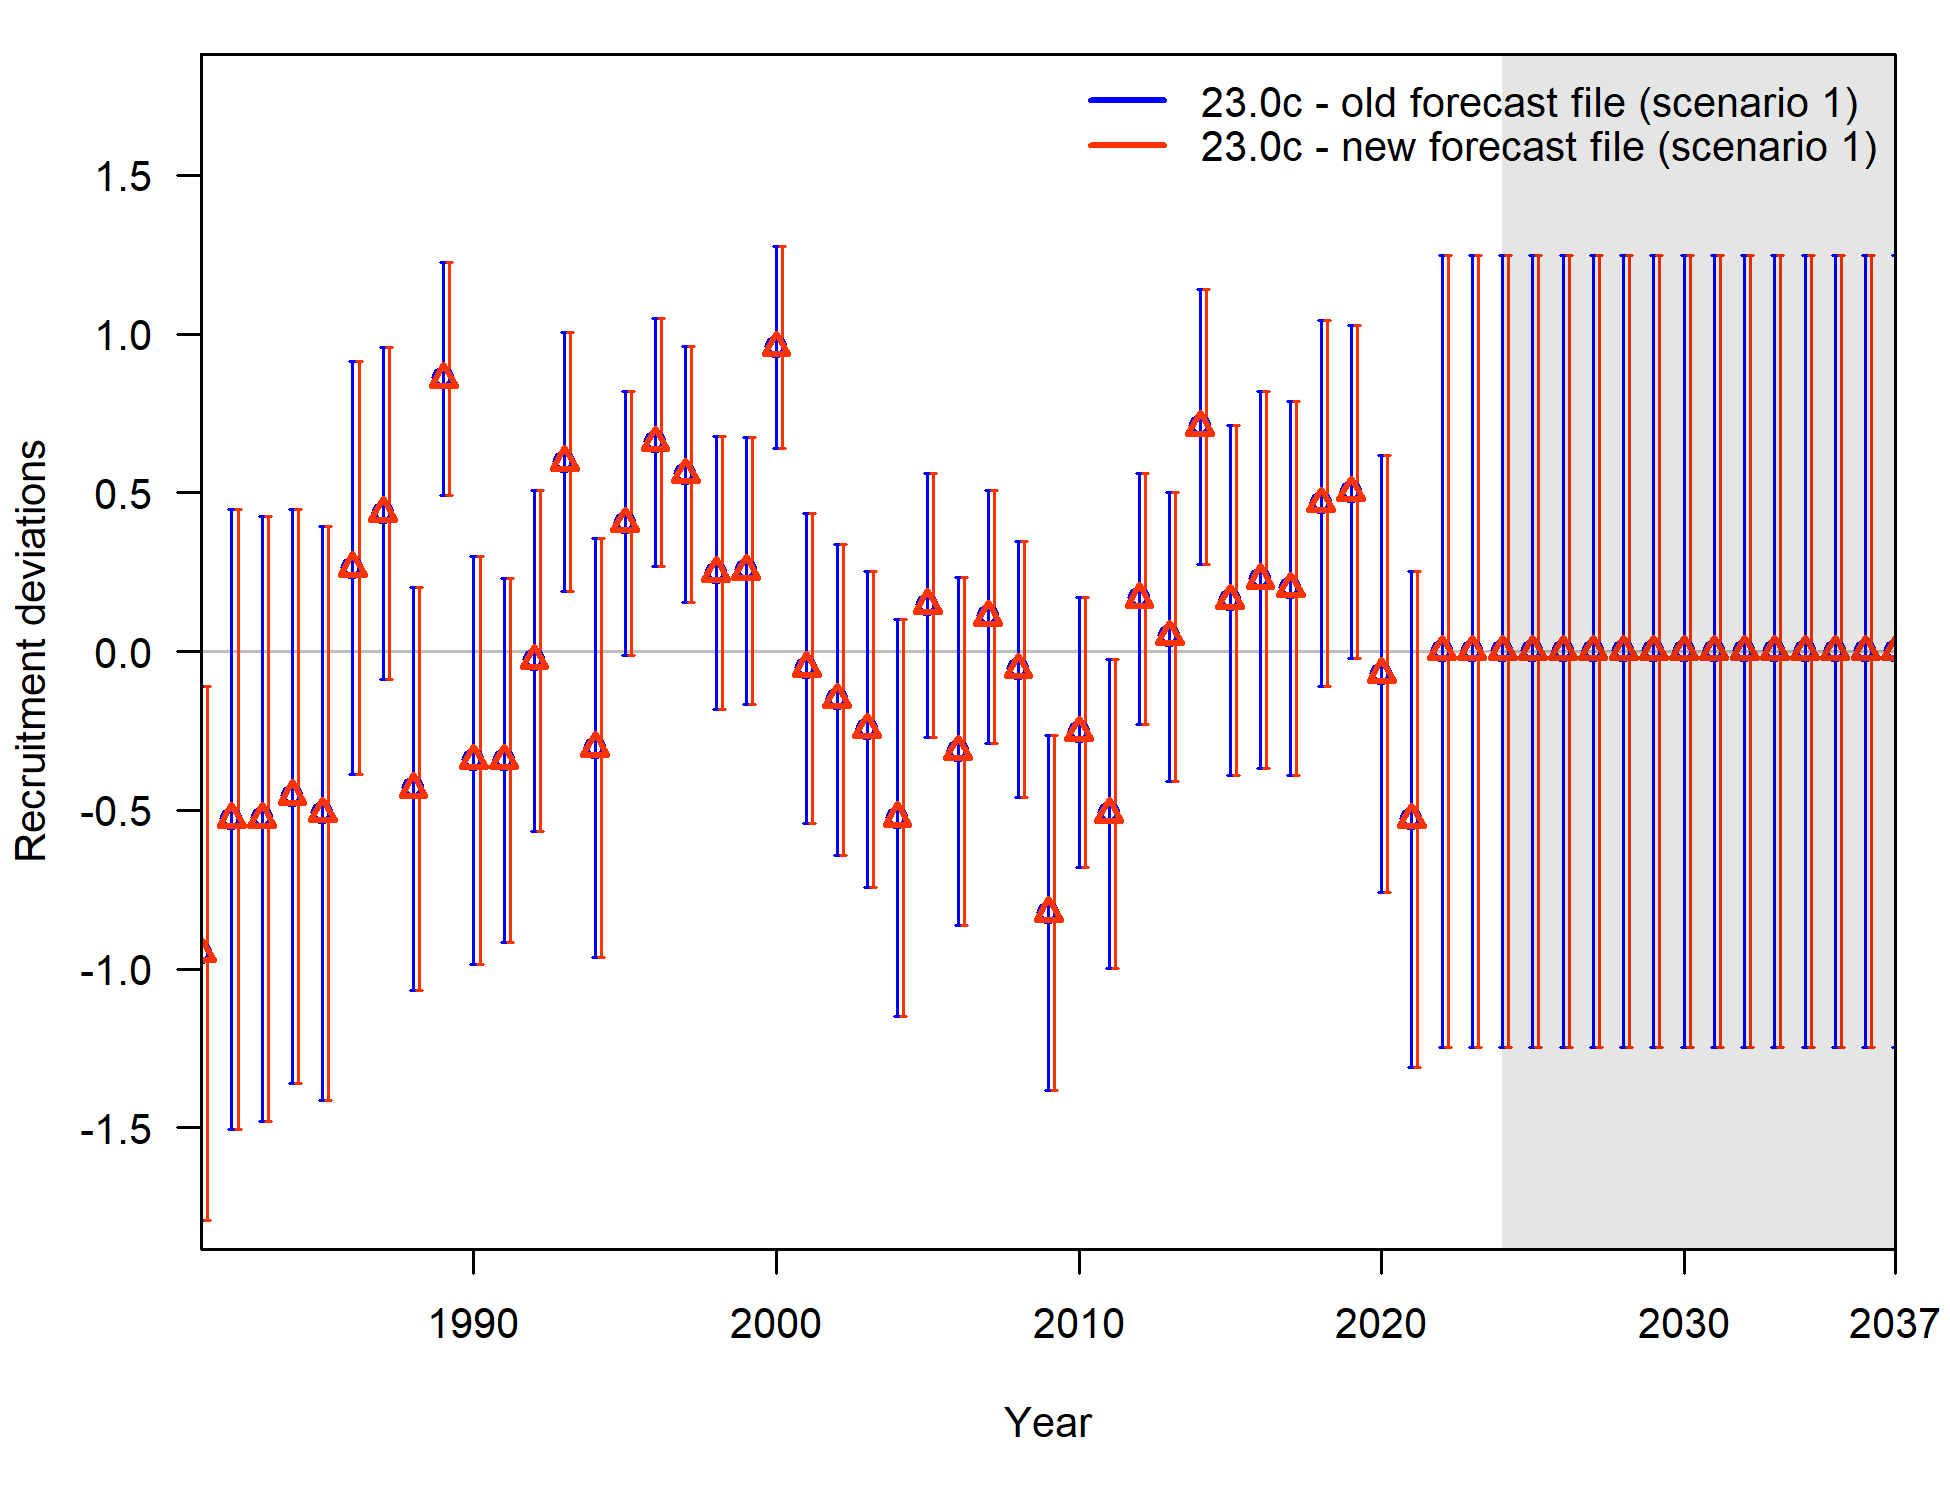 23.0c - old forecast file (scenario 1)
23.0c - new forecast file (scenario 1)
1.5
1.0
0.5
0.0
-0.5
-1.0
-1.5
Recruitment deviations
1990 2000 2010 2020 2030 2037
Year